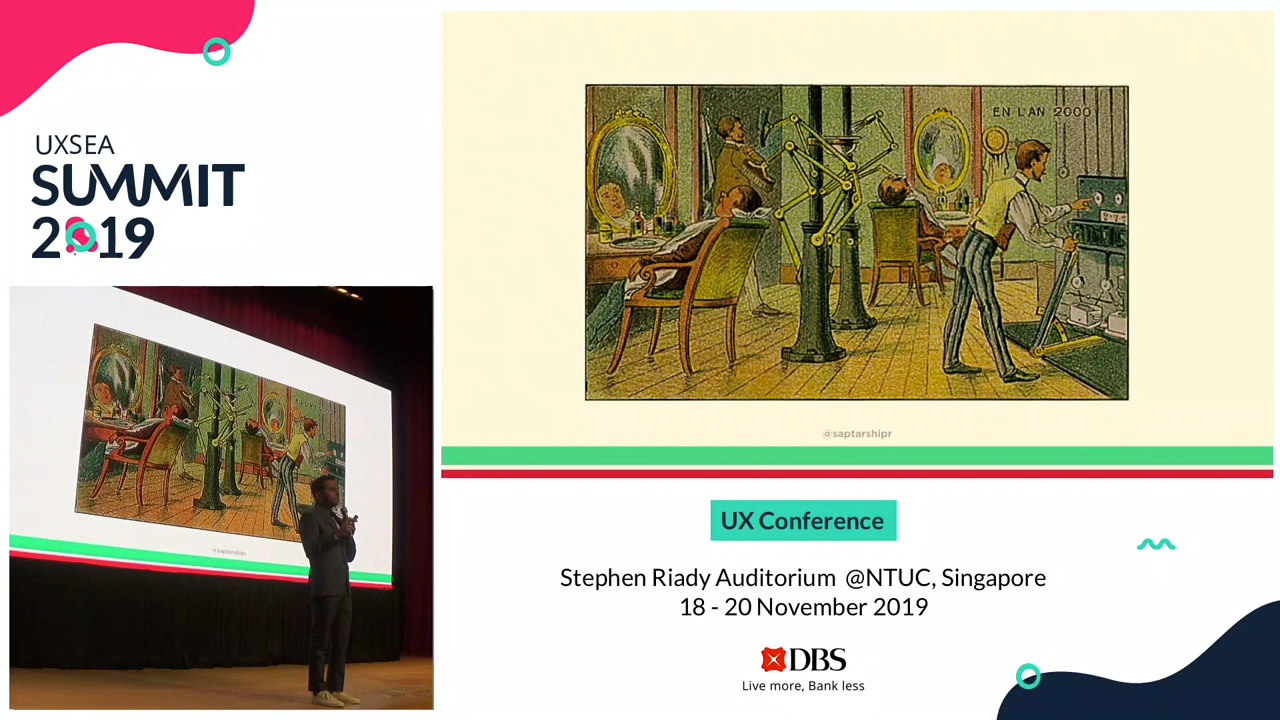 UXSEA
SUMMIT
2019
EN L'AN 2000
@saptarshipr
UX Conference
Stephen Riady Auditorium @NTUC, Singapore
18 - 20 November 2019
DBS
Live more, Bank less
@saptarshipr